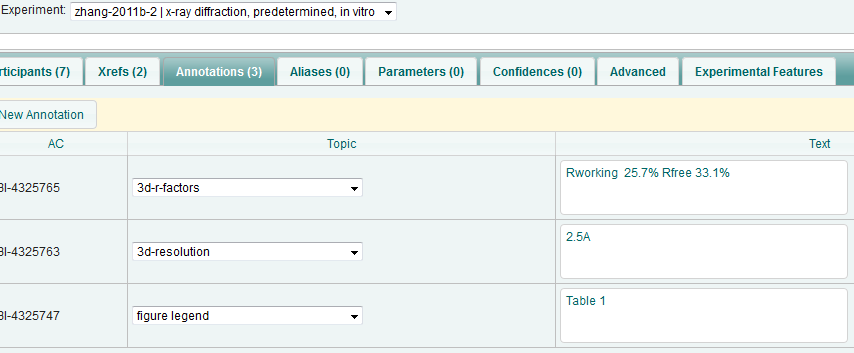 Experiment: zhang-2011b-2 | x-ray diffraction, predetermined, in vitro
rticipants (7) Xrefs (2) Annotations (3) Aliases (0) Parameters (0) Confidences (0) Advanced Experimental Features
New Annotation
AC Topic Text
BI-4325765 3d-r-factors Rworking 25.7% Rfree 33.1%
BI-4325763 3d-resolution 2.5A
BI-4325747 figure legend Table 1